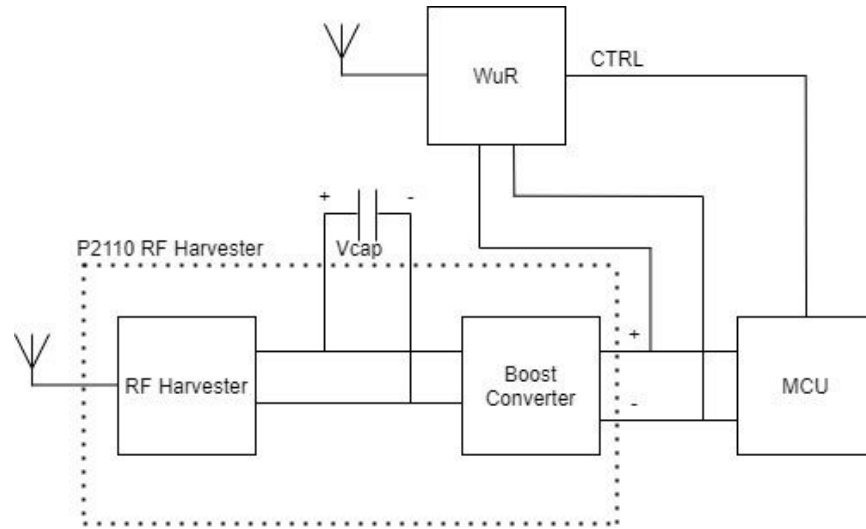 WuR
CTRL
+
-
P2110 RF Harvester
Vcap
RF Harvester
Boost
Converter
+
-
MCU